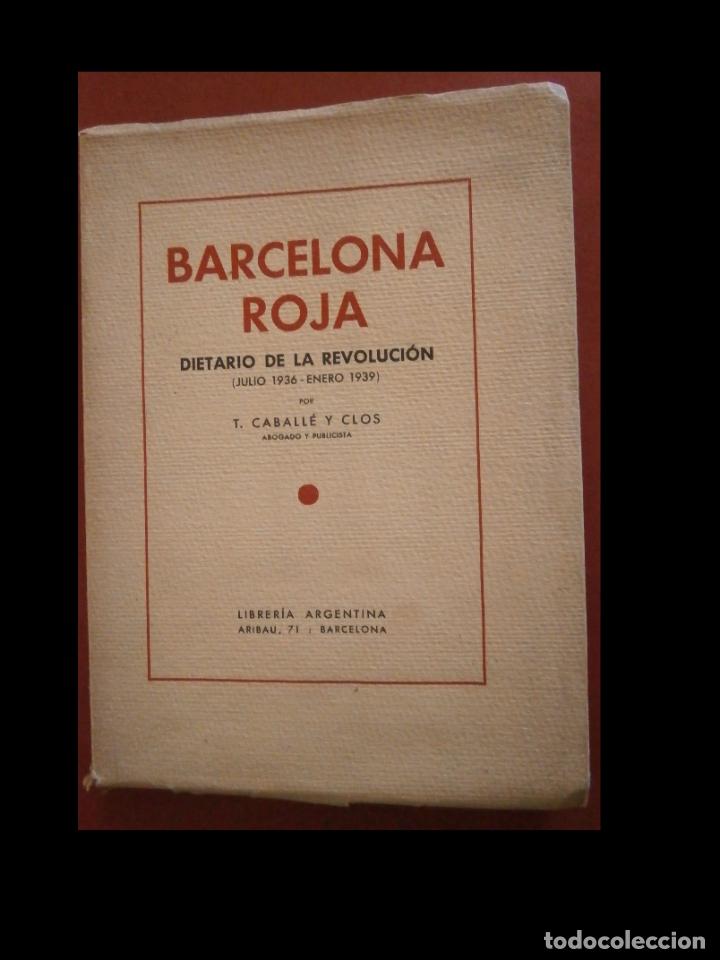 BARCELONA
ROJA
DIETARIO DE LA REVOLUCIÓN
(JULIO 1936 - ENERO 1939)
POR
T. CABALLÉ Y CLOS
ABOGADO Y PUBLICISTA
LIBRERÍA ARGENTINA
ARIBAU, 71 : BARCELONA
todocoleccion